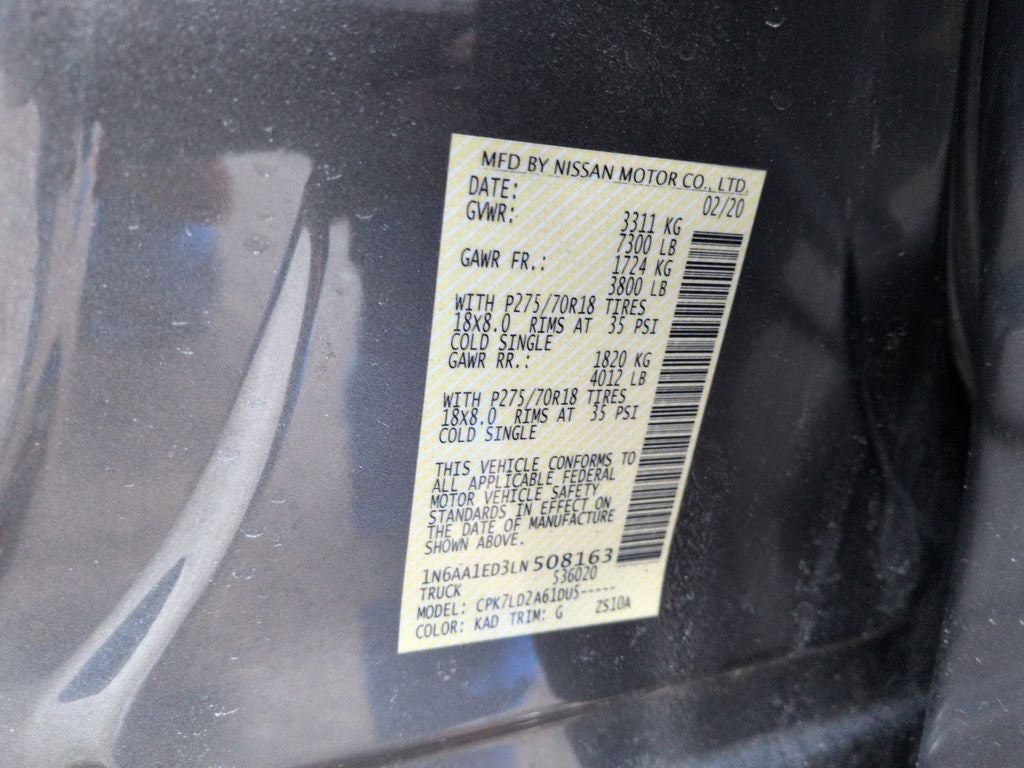 MFD BY NISSAN MOTOR CO., LTD.
DATE: 02/20
GVWR: 3311 KG
7300 LB
GAWR FR.: 1724 KG
3800 LB
WITH P275/70R18 TIRES
18X8.0 RIMS AT 35 PSI
COLD SINGLE
GAWR RR.: 1820 KG
4012 LB
WITH P275/70R18 TIRES
18X8.0 RIMS AT 35 PSI
COLD SINGLE
THIS VEHICLE CONFORMS TO
ALL APPLICABLE FEDERAL
MOTOR VEHICLE SAFETY
STANDARDS IN EFFECT ON
THE DATE OF MANUFACTURE
SHOWN ABOVE.
1N6AA1ED3LN508163
TRUCK 536020
MODEL: CPK7LD2A61DU5-----
COLOR: KAD TRIM: G ZS10A